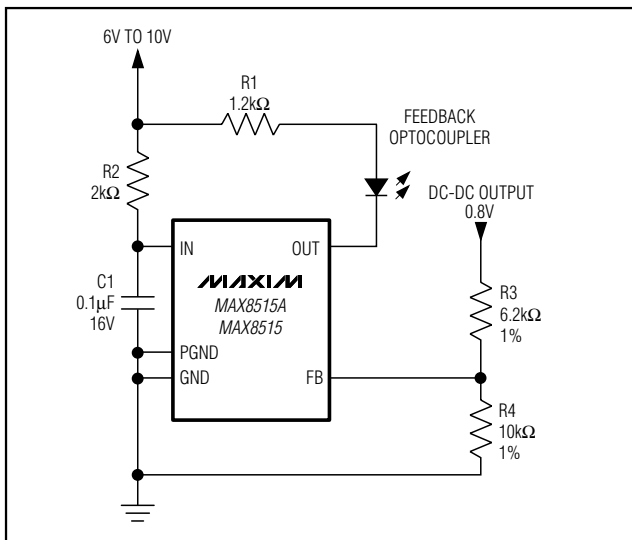 6V TO 10V
R1
1.2kΩ
FEEDBACK
OPTOCOUPLER
R2
2kΩ
DC-DC OUTPUT
0.8V
IN
OUT
MAXIM
MAX8515A
MAX8515
C1
0.1µF
16V
R3
6.2kΩ
1%
PGND
GND
FB
R4
10kΩ
1%